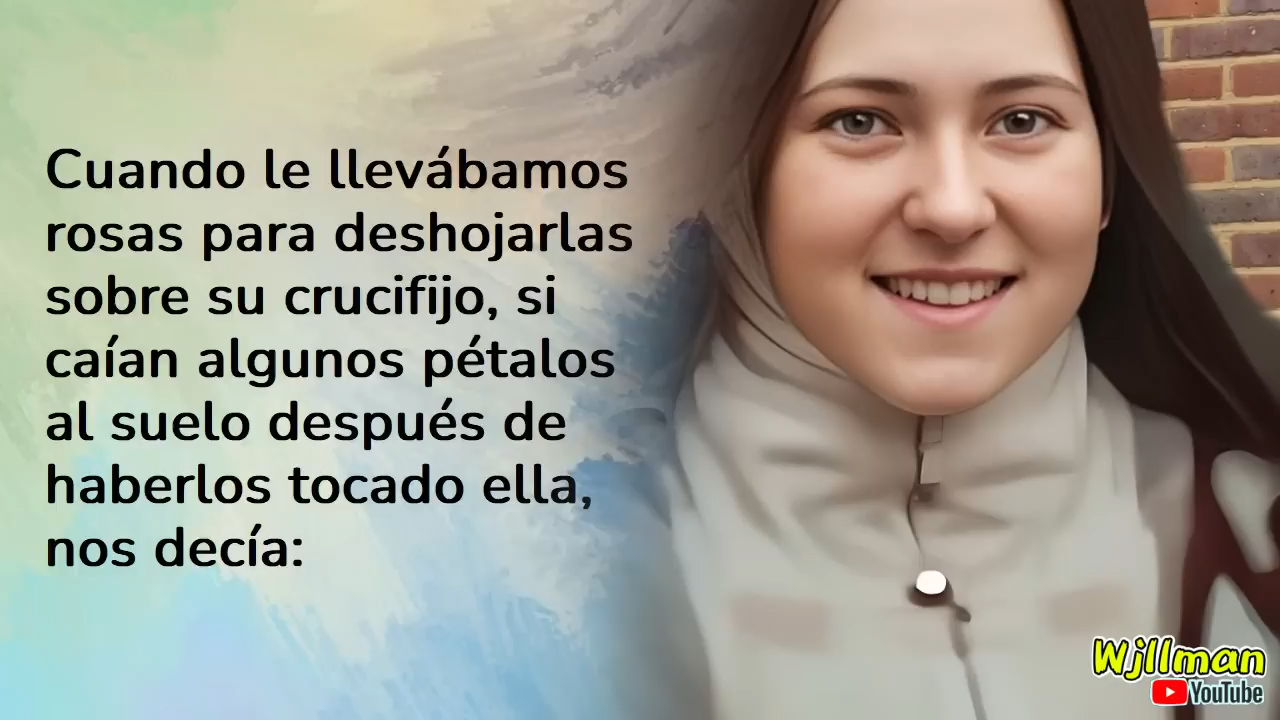 Cuando le llevábamos
rosas para deshojarlas
sobre su crucifijo, si
caían algunos pétalos
al suelo después de
haberlos tocado ella,
nos decía:
Wjllman
YouTube